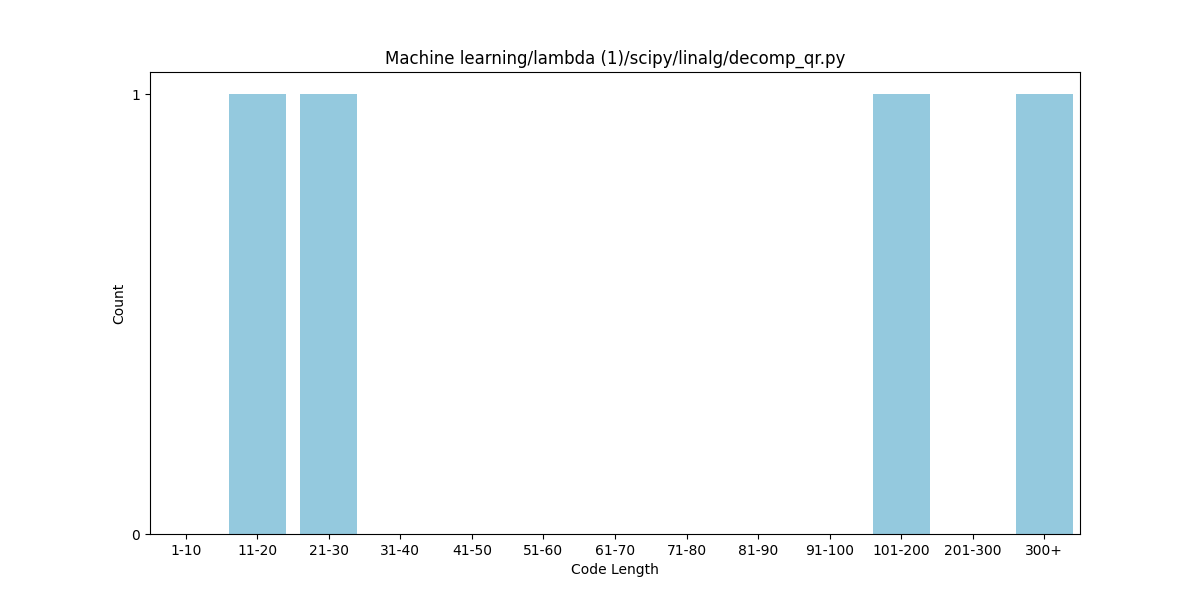 Machine learning/lambda (1)/scipy/linalg/decomp_qr.py
1
Count
0
1-10 11-20 21-30 31-40 41-50 51-60 61-70 71-80 81-90 91-100 101-200 201-300 300+
Code Length